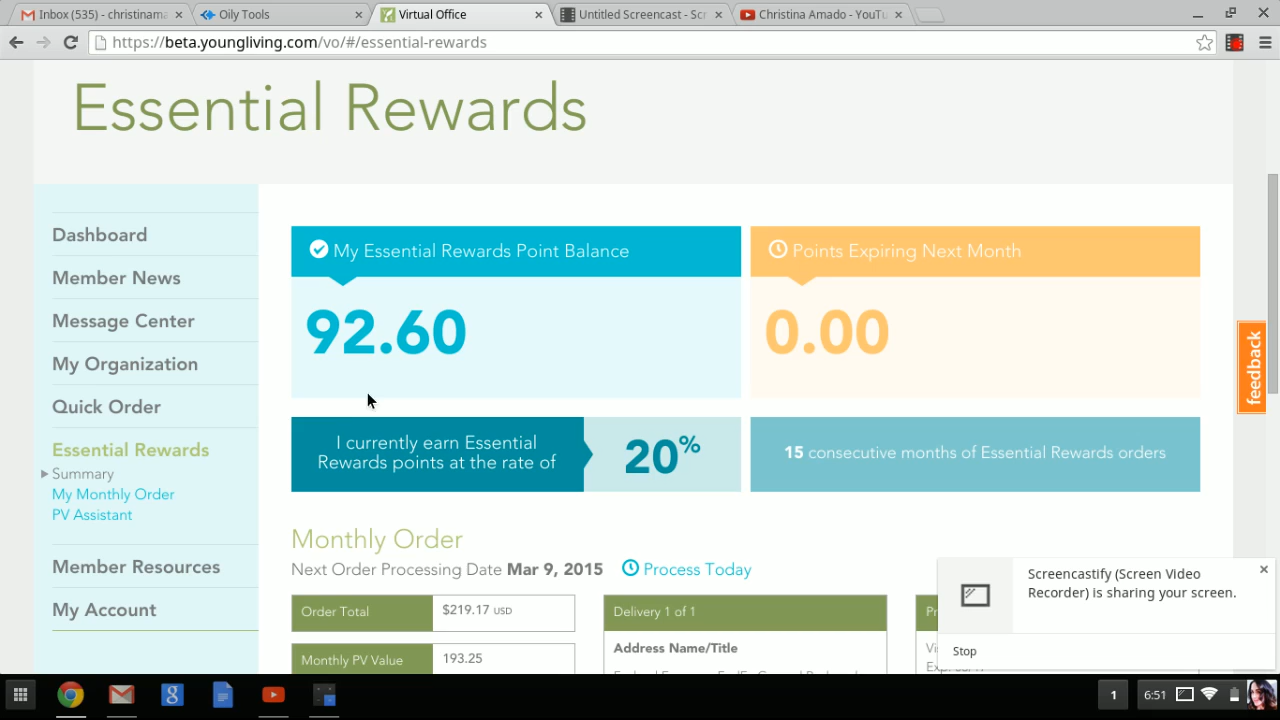 Inbox (535) - christinama
Oily Tools
Virtual Office
Untitled Screencast - Scr
Christina Amado - YouTu
https://beta.youngliving.com/vo/#/essential-rewards
Essential Rewards
Dashboard
Member News
Message Center
My Organization
Quick Order
Essential Rewards
Summary
My Monthly Order
PV Assistant
Member Resources
My Account
My Essential Rewards Point Balance
92.60
Points Expiring Next Month
0.00
I currently earn Essential
Rewards points at the rate of
20%
15 consecutive months of Essential Rewards orders
Monthly Order
Next Order Processing Date Mar 9, 2015
Process Today
Order Total
$219.17 USD
Monthly PV Value
193.25
Delivery 1 of 1
Address Name/Title
feedback
Screencastify (Screen Video
Recorder) is sharing your screen.
Stop
1
6:51